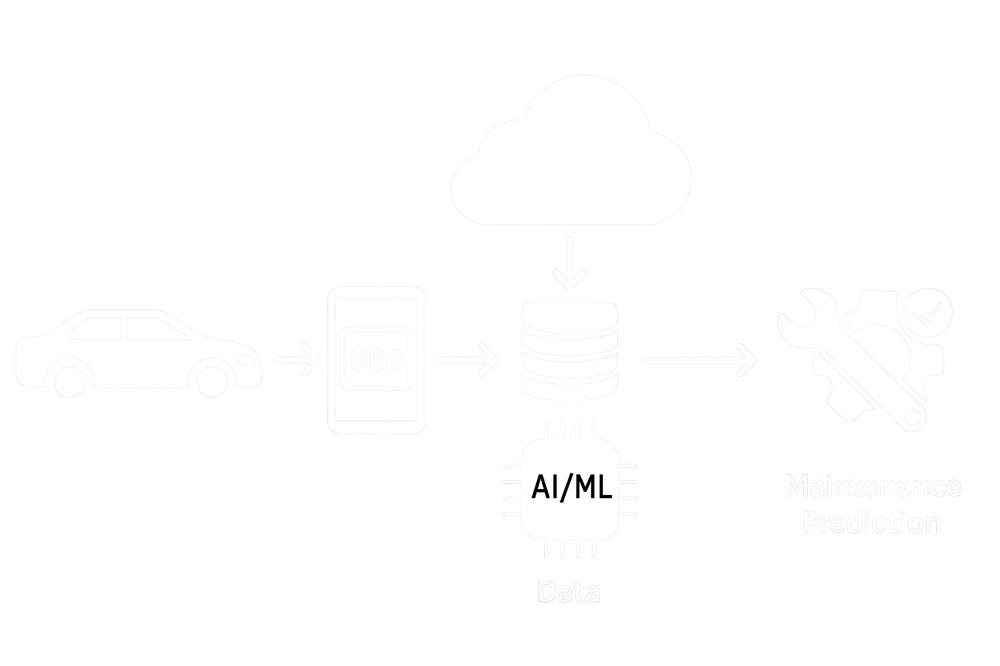 OBD
AI/ML
Maintenance
Prediction
Data